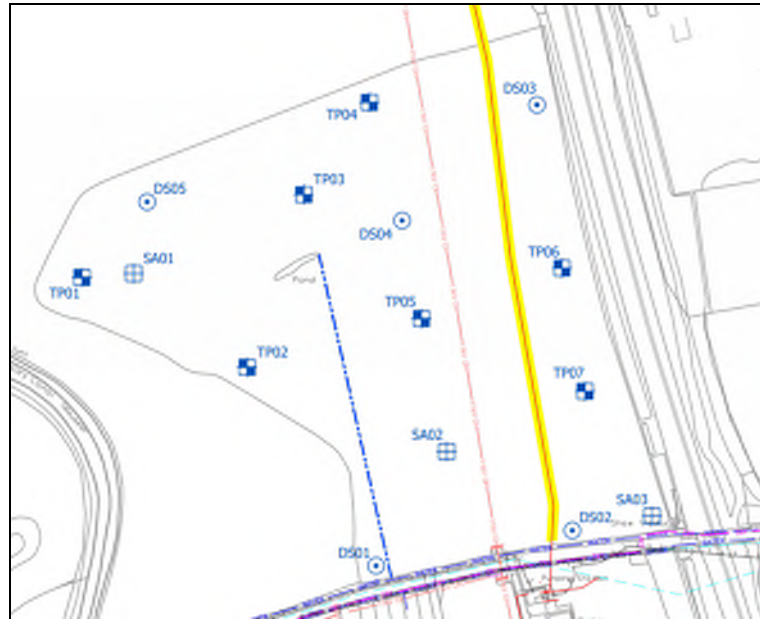 DS03
TP04
TP03
DS05
DS04
SA01
TP06
TP01
Pond
TP05
TP02
TP07
SA02
SA03
DS02
DS01